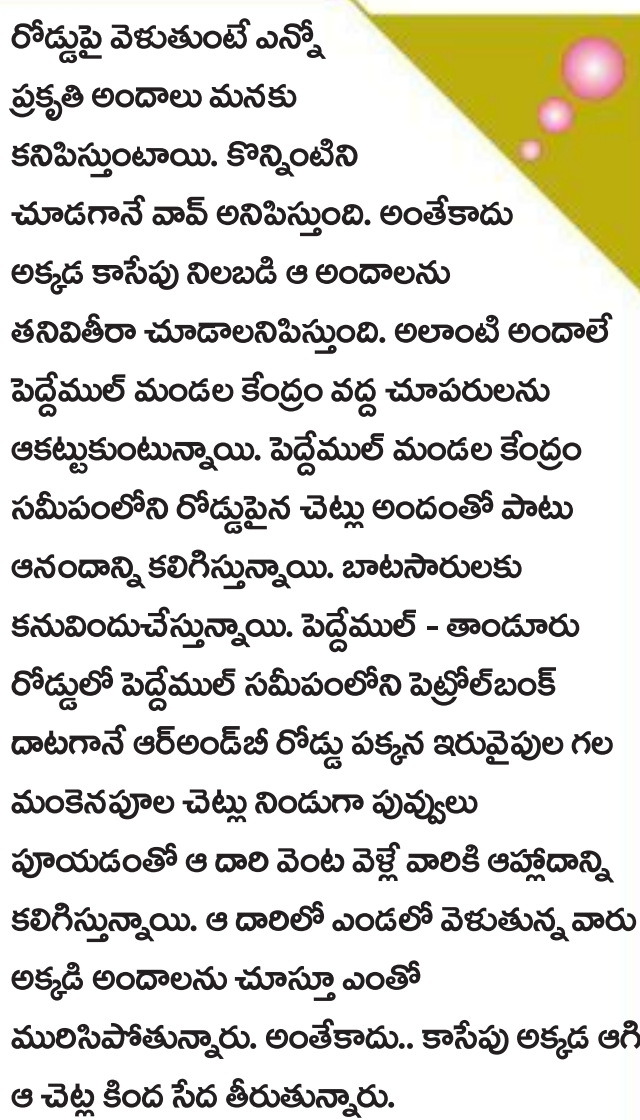 రోడ్డుపై వెళుతుంటే ఎన్నో
ప్రకృతి అందాలు మనకు
కనిపిస్తుంటాయి. కొన్నింటిని
చూడగానే వావ్ అనిపిస్తుంది. అంతేకాదు
అక్కడ కాసేపు నిలబడి ఆ అందాలను
తనివితీరా చూడాలనిపిస్తుంది. అలాంటి అందాలే
పెద్దేముల్ మండల కేంద్రం వద్ద చూపరులను
ఆకట్టుకుంటున్నాయి. పెద్దేముల్ మండల కేంద్రం
సమీపంలోని రోడ్డుపైన చెట్లు అందంతో పాటు
ఆనందాన్ని కలిగిస్తున్నాయి. బాటసారులకు
కనువిందుచేస్తున్నాయి. పెద్దేముల్ - తాండూరు
రోడ్డులో పెద్దేముల్ సమీపంలోని పెట్రోల్‌బంక్
దాటగానే ఆర్అండ్‌బీ రోడ్డు పక్కన ఇరువైపుల గల
మంకెనపూల చెట్లు నిండుగా పువ్వులు
పూయడంతో ఆ దారి వెంట వెళ్లే వారికి ఆహ్లాదాన్ని
కలిగిస్తున్నాయి. ఆ దారిలో ఎండలో వెళుతున్న వారు
అక్కడి అందాలను చూస్తూ ఎంతో
మురిసిపోతున్నారు. అంతేకాదు.. కాసేపు అక్కడ ఆగి
ఆ చెట్ల కింద సేద తీరుతున్నారు.